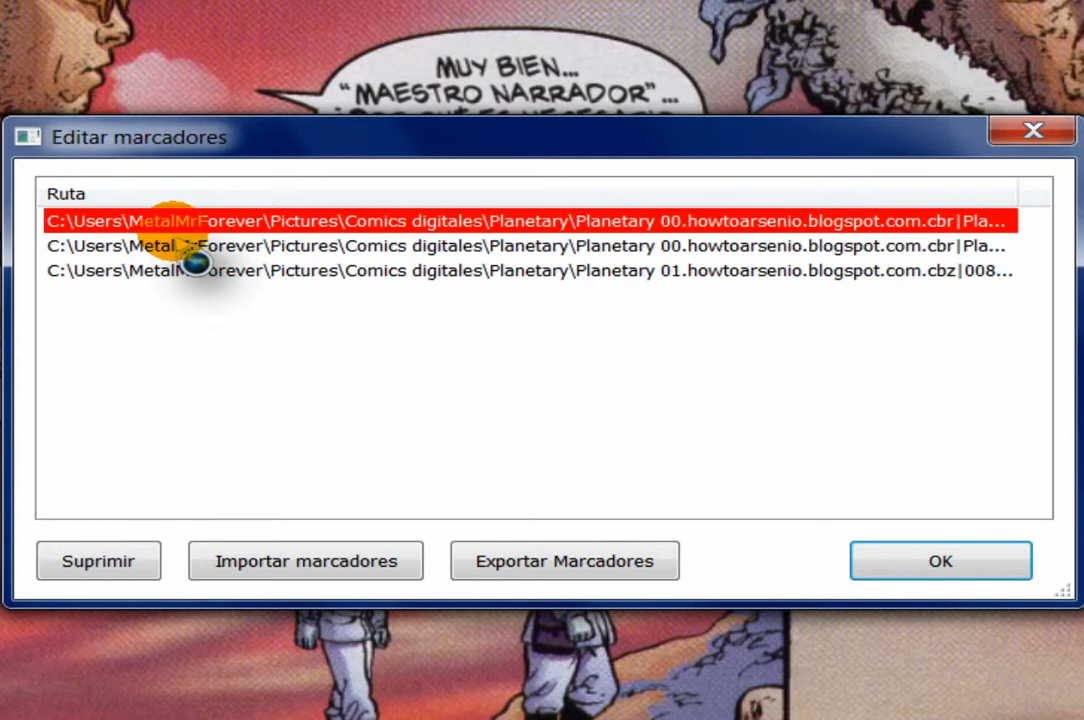 MUY BIEN...
"MAESTRO NARRADOR"...
Editar marcadores
Ruta
C:\Users\MetalMrForever\Pictures\Comics digitales\Planetary\Planetary 00.howtoarsenio.blogspot.com.cbr|Pla...
C:\Users\MetalMrForever\Pictures\Comics digitales\Planetary\Planetary 00.howtoarsenio.blogspot.com.cbr|Pla...
C:\Users\MetalMrForever\Pictures\Comics digitales\Planetary\Planetary 01.howtoarsenio.blogspot.com.cbz|008...
Suprimir
Importar marcadores
Exportar Marcadores
OK